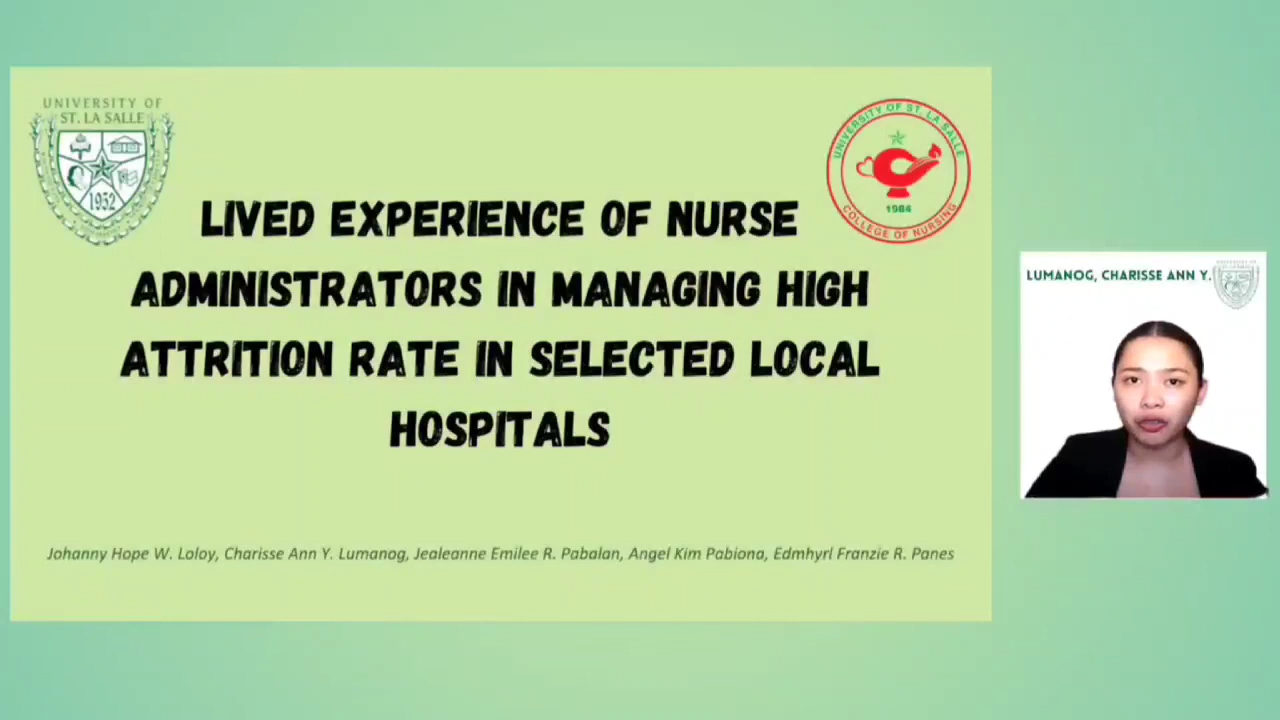 UNIVERSITY OF
ST. LA SALLE
1952
UNIVERSITY OF ST. LA SALLE
1984
COLLEGE OF NURSING
LIVED EXPERIENCE OF NURSE
ADMINISTRATORS IN MANAGING HIGH
ATTRITION RATE IN SELECTED LOCAL
HOSPITALS
Johanny Hope W. Loloy, Charisse Ann Y. Lumanog, Jealeanne Emilee R. Pabalan, Angel Kim Pabiona, Edmhyrl Franzie R. Panes
LUMANOG, CHARISSE ANN Y.